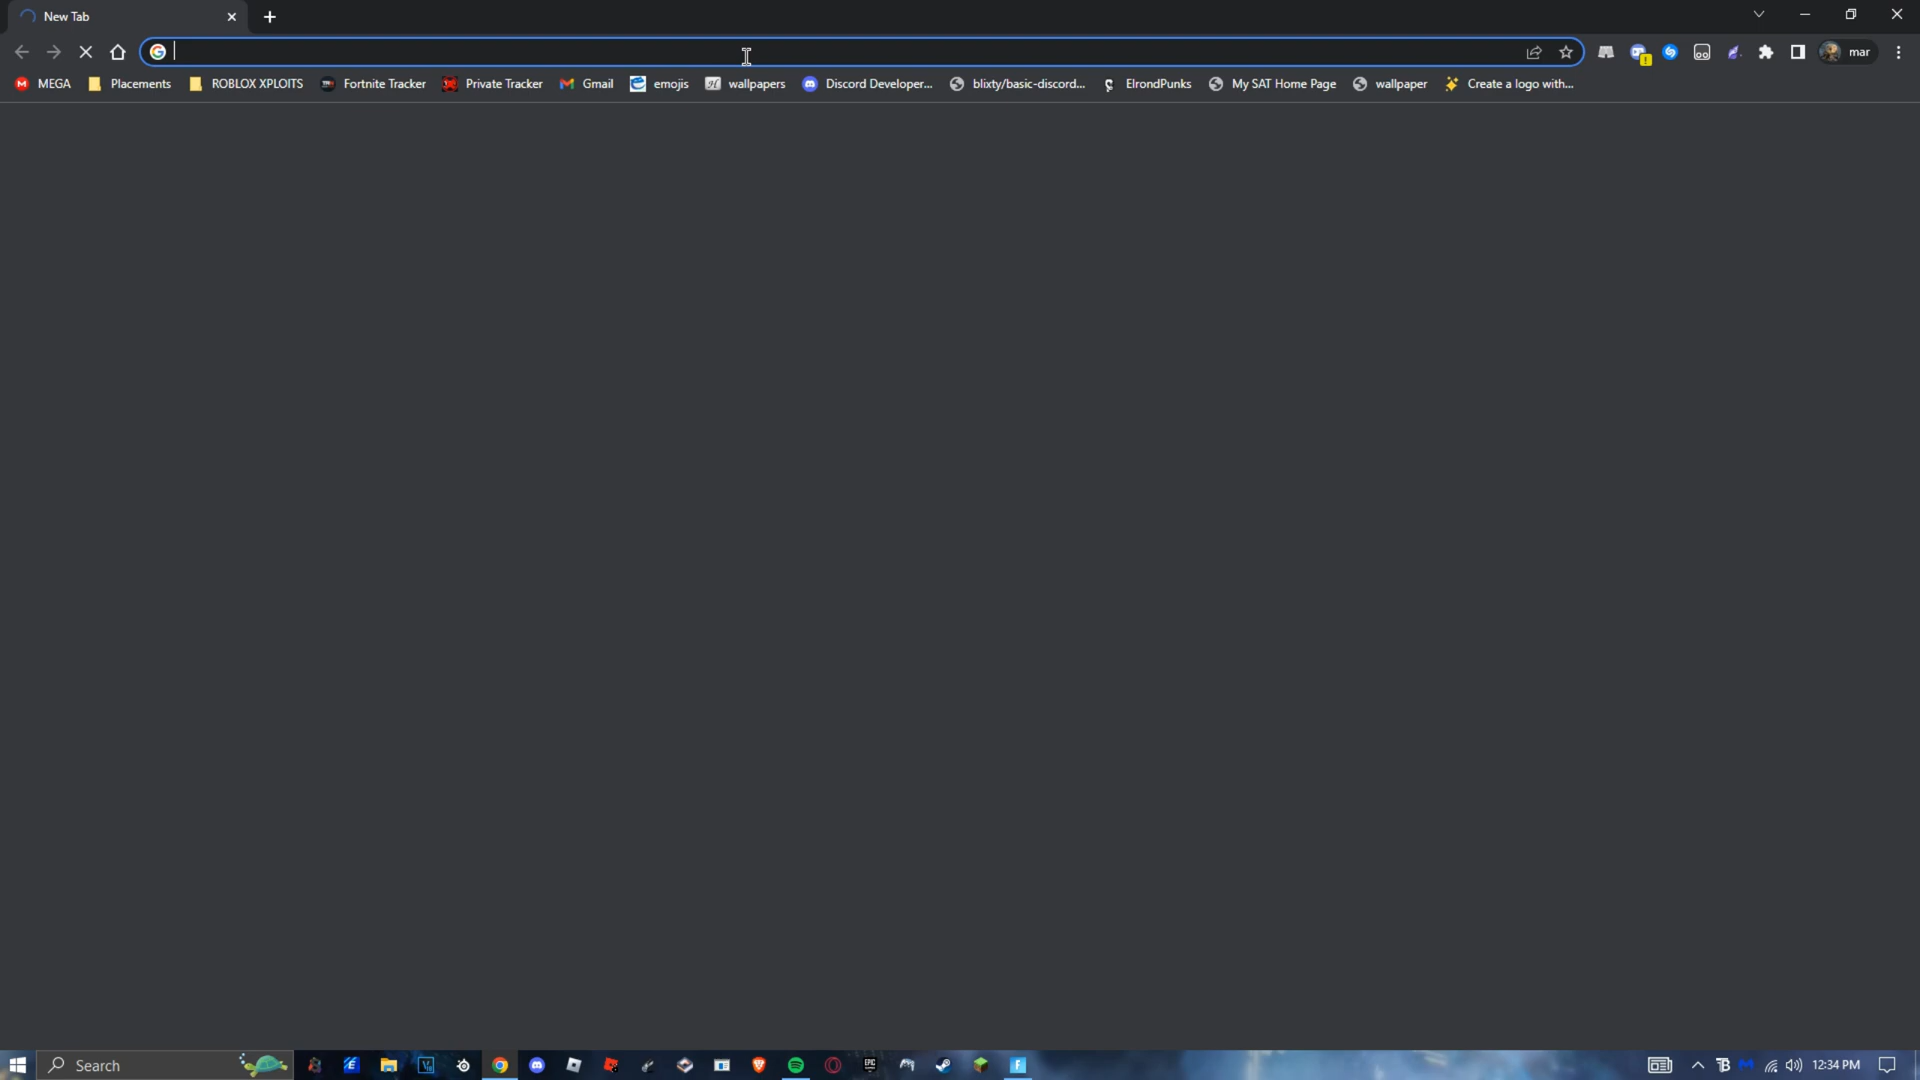 New Tab
mar
MEGA Placements ROBLOX XPLOITS Fortnite Tracker Private Tracker Gmail emojis wallpapers Discord Developer... blixty/basic-discord... ElrondPunks My SAT Home Page wallpaper Create a logo with...
Search 12:34 PM